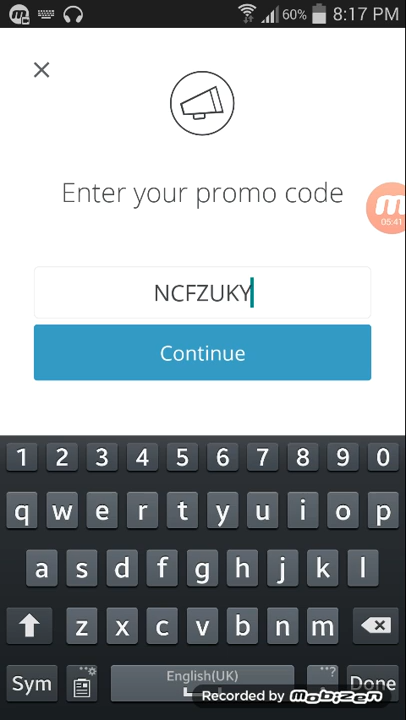 60% 8:17 PM
Enter your promo code
05:41
NCFZUKY
Continue
1 2 3 4 5 6 7 8 9 0
q w e r t y u i o p
a s d f g h j k l
z x c v b n m
Sym English(UK) ..? Done
Recorded by Mobizen